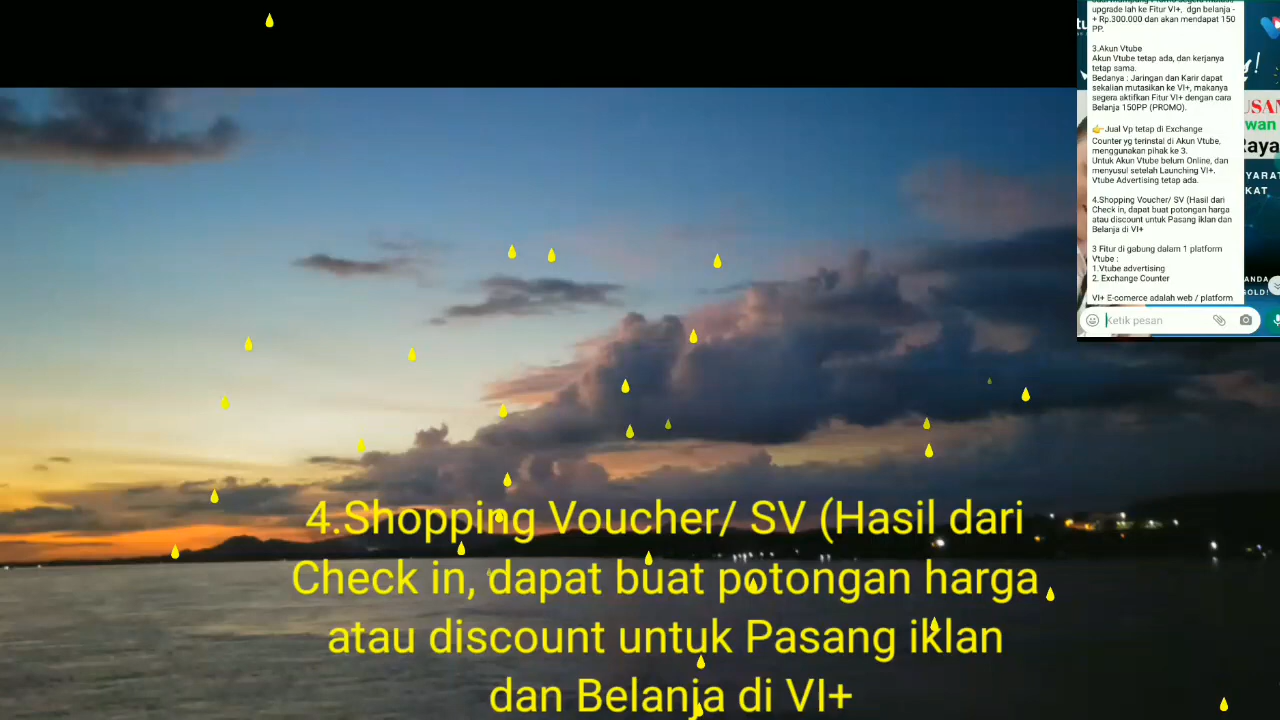 upgrade lah ke Fitur VI+, dgn belanja -
+ Rp.300.000 dan akan mendapat 150
PP.
3.Akun Vtube
Akun Vtube tetap ada, dan kerjanya
tetap sama.
Bedanya : Jaringan dan Karir dapat
sekalian mutasikan ke VI+, makanya
segera aktifkan Fitur VI+ dengan cara
Belanja 150PP (PROMO).
👉Jual Vp tetap di Exchange
Counter yg terinstal di Akun Vtube,
menggunakan pihak ke 3.
Untuk Akun Vtube belum Online, dan
menyusul setelah Launching VI+.
Vtube Advertising tetap ada.
4.Shopping Voucher/ SV (Hasil dari
Check in, dapat buat potongan harga
atau discount untuk Pasang iklan dan
Belanja di VI+
3 Fitur di gabung dalam 1 platform
Vtube :
1.Vtube advertising
2. Exchange Counter
VI+ E-comerce adalah web / platform
Ketik pesan
4.Shopping Voucher/ SV (Hasil dari
Check in, dapat buat potongan harga
atau discount untuk Pasang iklan
dan Belanja di VI+